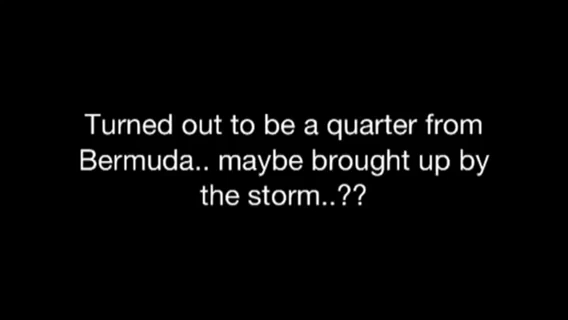 Turned out to be a quarter from
Bermuda.. maybe brought up by
the storm..??